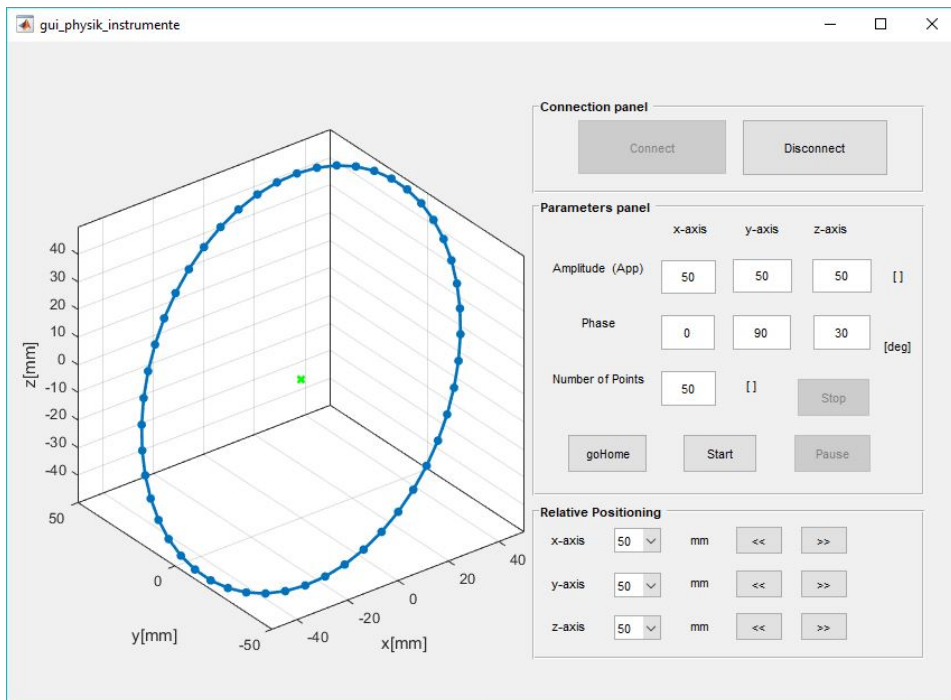 gui_physik_instrumente
40
30
20
10
0
-10
-20
-30
-40
z[mm]
50
0
-50
y[mm]
-40
-20
0
20
40
x[mm]
Connection panel
Connect
Disconnect
Parameters panel
x-axis y-axis z-axis
Amplitude (App) 50 50 50 [ ]
Phase 0 90 30 [deg]
Number of Points 50 [ ] Stop
goHome Start Pause
Relative Positioning
x-axis 50 mm << >>
y-axis 50 mm << >>
z-axis 50 mm << >>